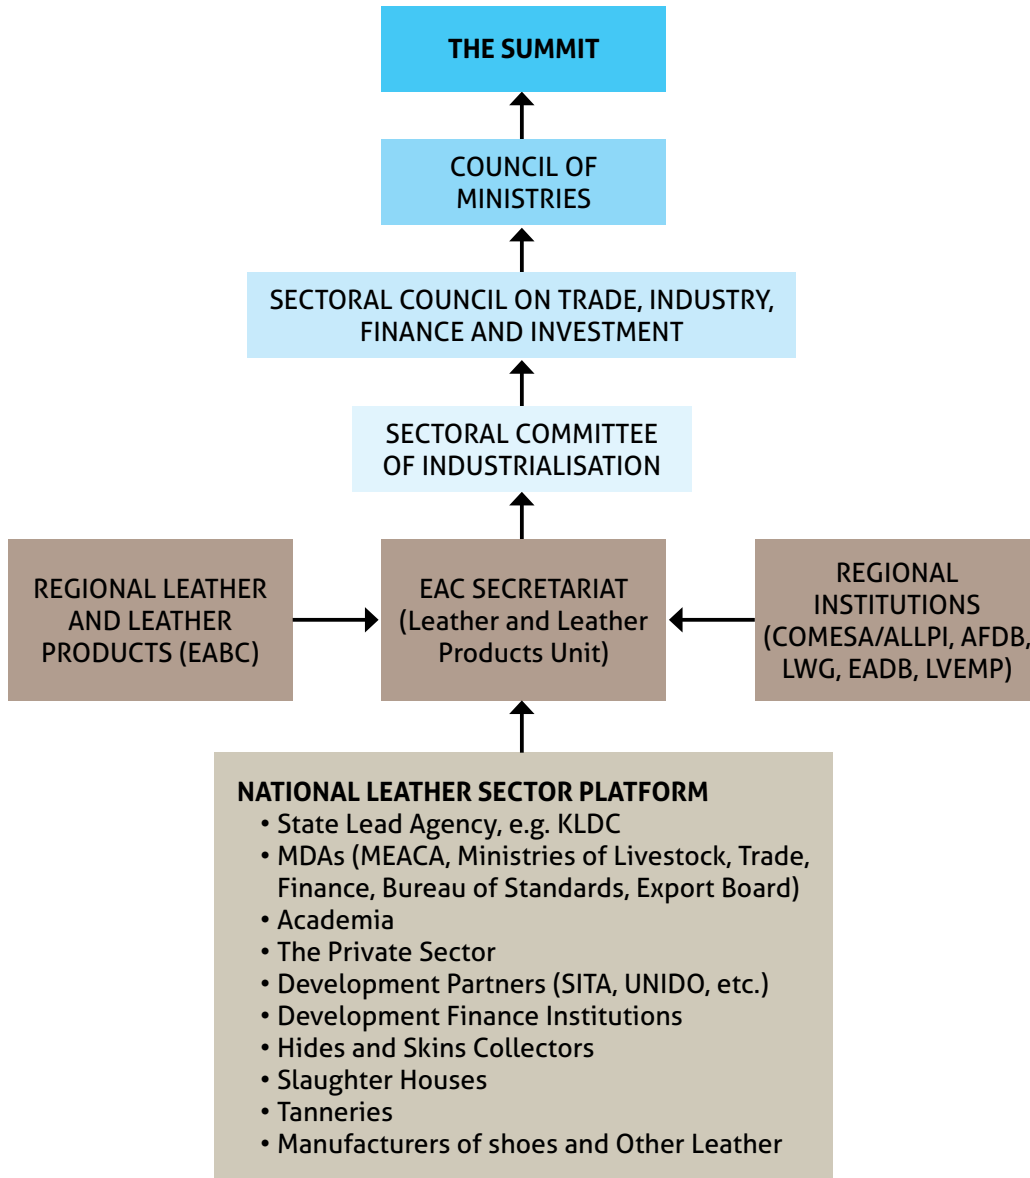 THE SUMMIT
COUNCIL OF
MINISTRIES
SECTORAL COUNCIL ON TRADE, INDUSTRY,
FINANCE AND INVESTMENT
SECTORAL COMMITTEE
OF INDUSTRIALISATION
REGIONAL LEATHER
AND LEATHER
PRODUCTS (EABC)
EAC SECRETARIAT
(Leather and Leather
Products Unit)
REGIONAL
INSTITUTIONS
(COMESA/ALLPI, AFDB,
LWG, EADB, LVEMP)
NATIONAL LEATHER SECTOR PLATFORM
• State Lead Agency, e.g. KLDC
• MDAs (MEACA, Ministries of Livestock, Trade,
Finance, Bureau of Standards, Export Board)
• Academia
• The Private Sector
• Development Partners (SITA, UNIDO, etc.)
• Development Finance Institutions
• Hides and Skins Collectors
• Slaughter Houses
• Tanneries
• Manufacturers of shoes and Other Leather